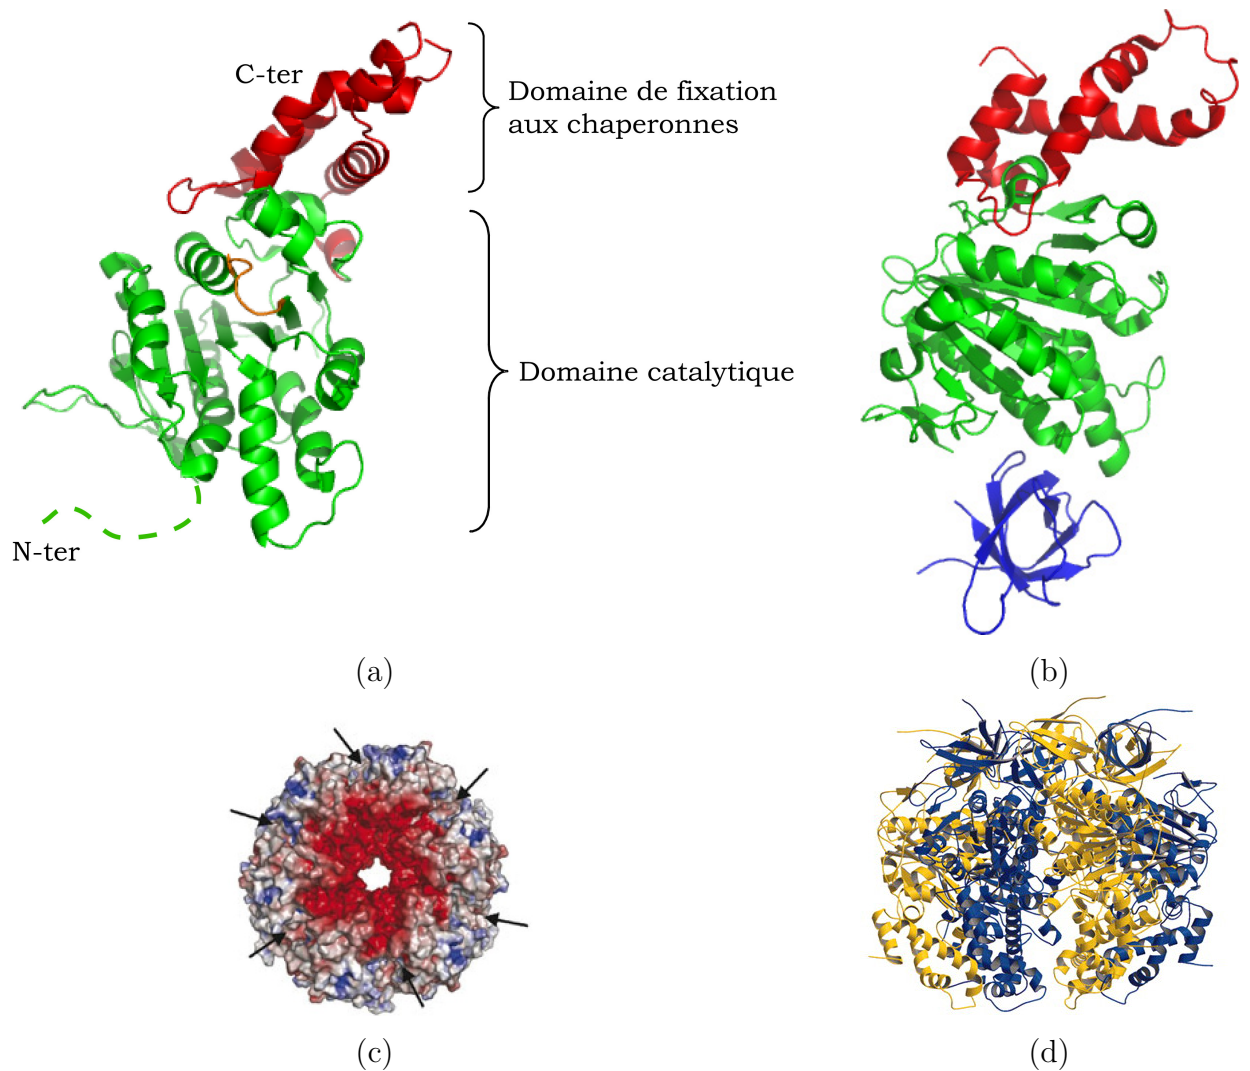 C-ter
Domaine de fixation
aux chaperonnes
Domaine catalytique
N-ter
(a)
(b)
(c)
(d)